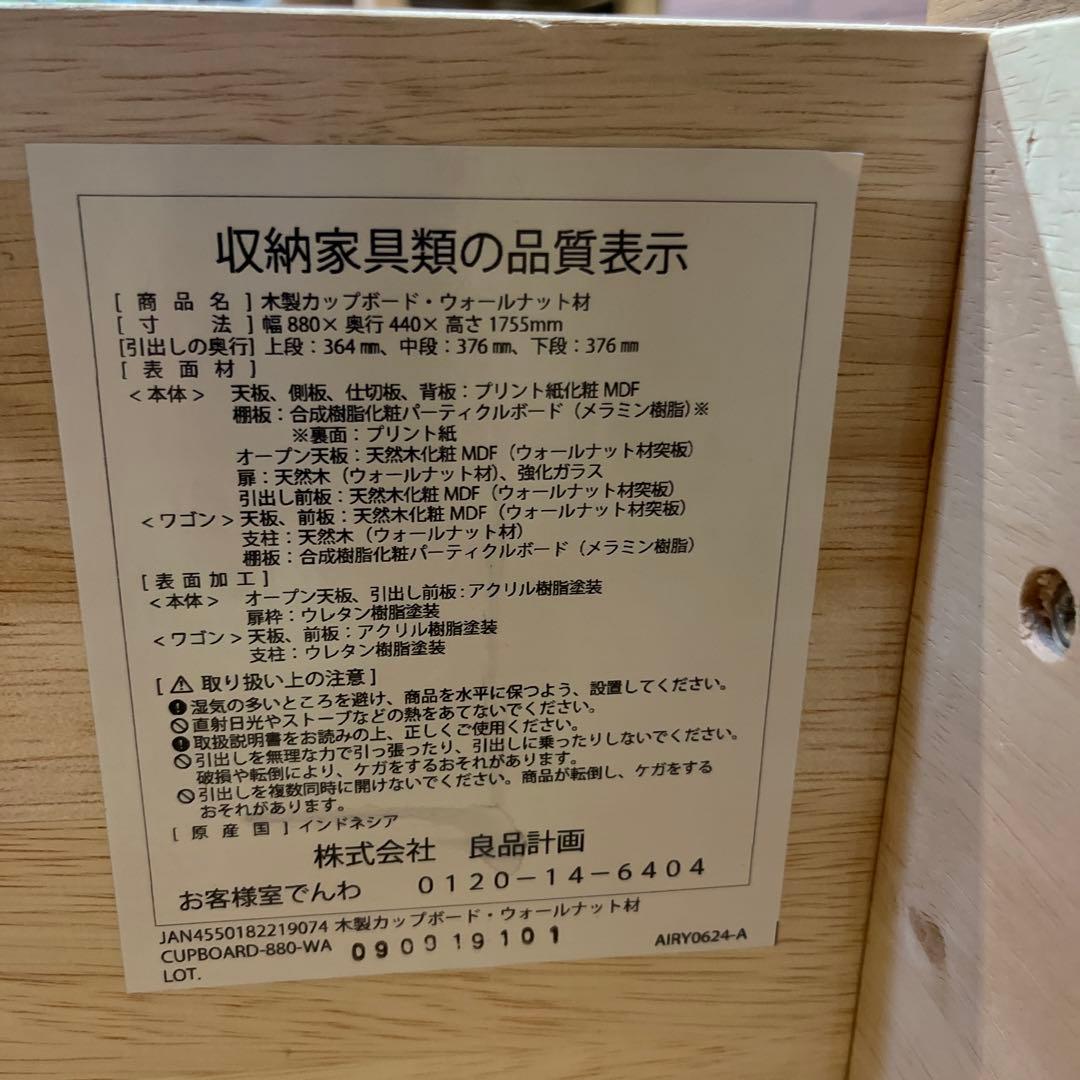 収納家具類の品質表示
[ 商 品 名 ] 木製カップボード・ウォールナット材
[ 寸 法 ] 幅 880× 奥行 440× 高さ 1755mm
[引出しの奥行] 上段：364 ㎜、中段：376 ㎜、下段：376 ㎜
[ 表 面 材 ]
＜本体＞ 天板、側板、仕切板、背板：プリント紙化粧 MDF
棚板：合成樹脂化粧パーティクルボード（メラミン樹脂）※
※裏面：プリント紙
オープン天板：天然木化粧 MDF（ウォールナット材突板）
扉：天然木（ウォールナット材）、強化ガラス
引出し前板：天然木化粧 MDF（ウォールナット材突板）
＜ワゴン＞ 天板、前板：天然木化粧 MDF（ウォールナット材突板）
支柱：天然木（ウォールナット材）
棚板：合成樹脂化粧パーティクルボード（メラミン樹脂）
[ 表 面 加 工 ]
＜本体＞ オープン天板、引出し前板：アクリル樹脂塗装
扉枠：ウレタン樹脂塗装
＜ワゴン＞ 天板、前板：アクリル樹脂塗装
支柱：ウレタン樹脂塗装
[ ⚠ 取り扱い上の注意 ]
湿気の多いところを避け、商品を水平に保つよう、設置してください。
直射日光やストーブなどの熱をあてないでください。
取扱説明書をお読みの上、正しくご使用ください。
引出しを無理な力で引っ張ったり、引出しに乗ったりしないでください。
破損や転倒により、ケガをするおそれがあります。
引出しを複数同時に開けないでください。商品が転倒し、ケガをする
おそれがあります。
[ 原 産 国 ] インドネシア
株式会社 良品計画
お客様室でんわ 0120-14-6404
JAN4550182219074 木製カップボード・ウォールナット材
CUPBOARD-880-WA 090919101 AIRY0624-A
LOT.